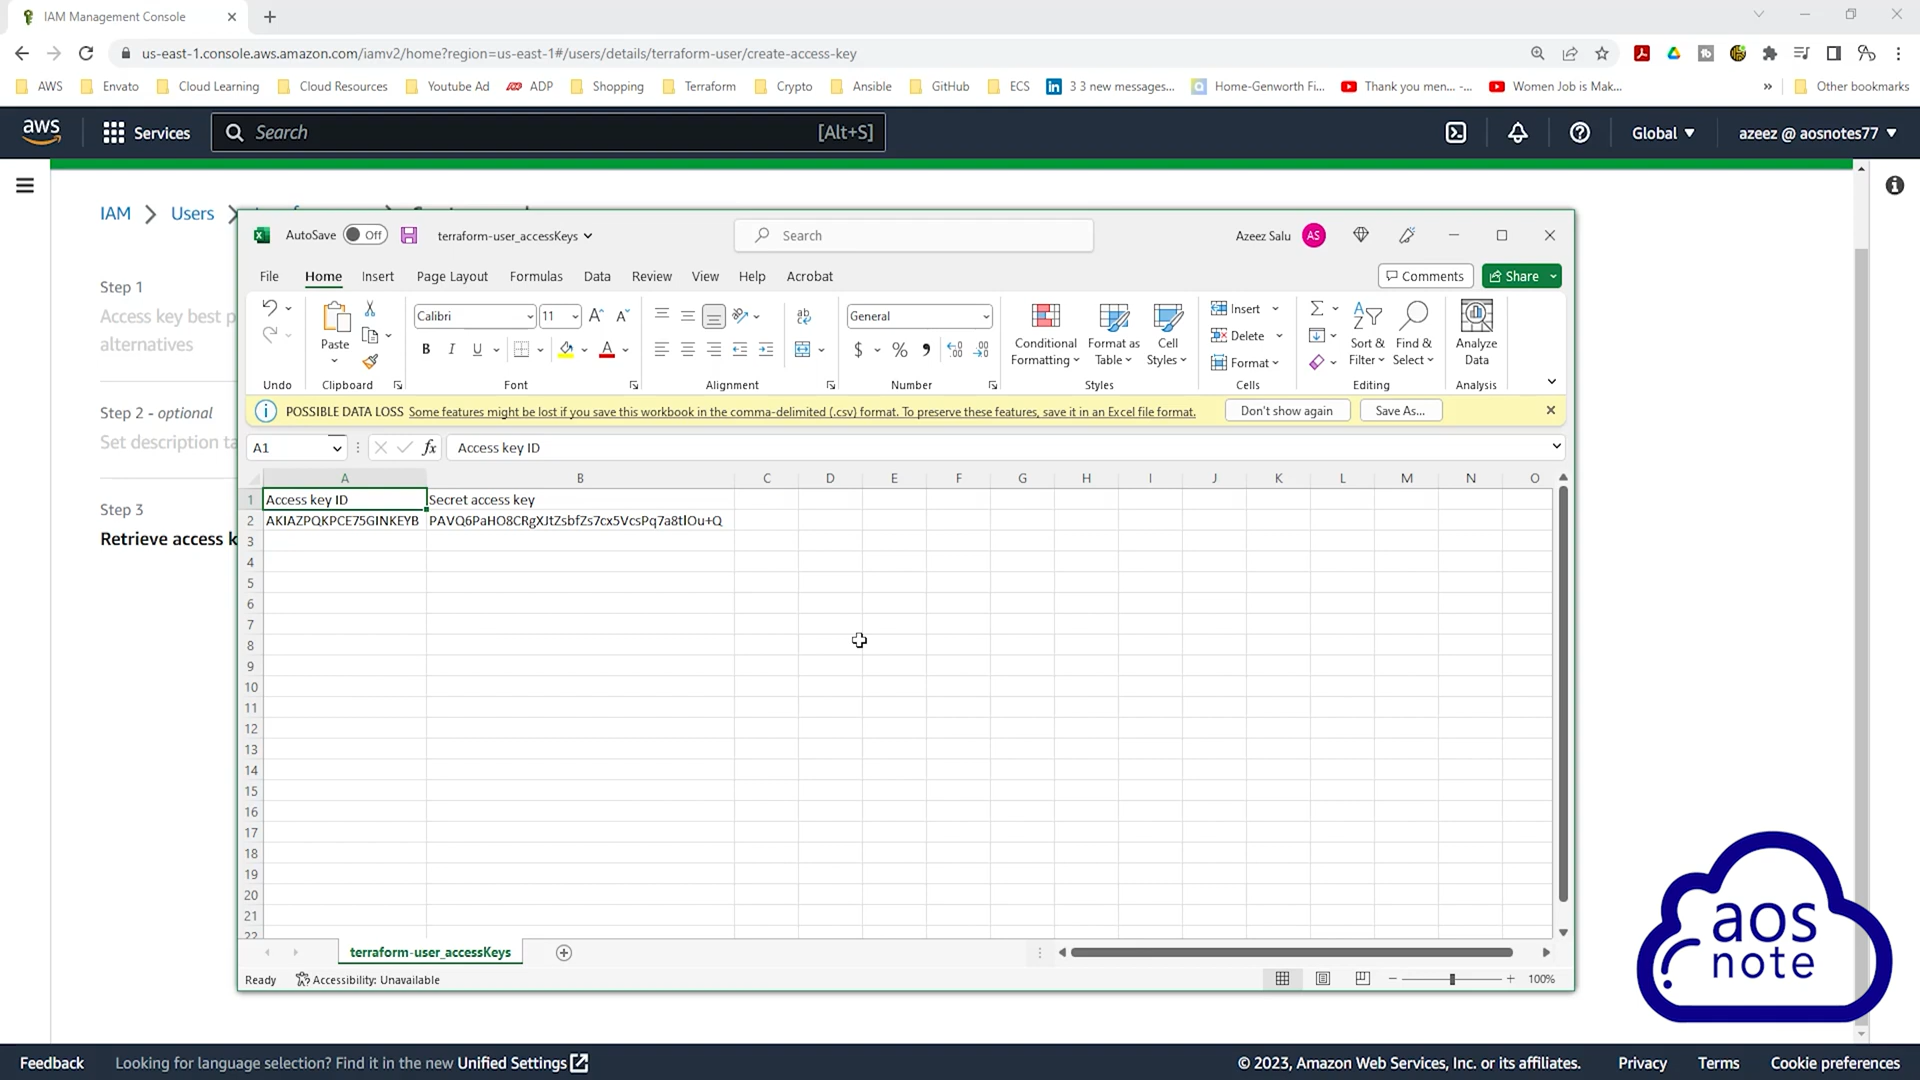 IAM Management Console
us-east-1.console.aws.amazon.com/iamv2/home?region=us-east-1#/users/details/terraform-user/create-access-key
AWS Envato Cloud Learning Cloud Resources Youtube Ad ADP Shopping Terraform Crypto Ansible GitHub ECS 3 3 new messages... Home-Genworth Fi... Thank you men... -... Women Job is Mak... » Other bookmarks
aws Services Search [Alt+S] Global azeez @ aosnotes77
IAM Users
Step 1
Access key best p
alternatives
Step 2 - optional
Set description ta
Step 3
Retrieve access k
AutoSave Off terraform-user_accessKeys Search Azeez Salu AS
File Home Insert Page Layout Formulas Data Review View Help Acrobat Comments Share
Calibri 11 General Insert
Paste Conditional Formatting Format as Table Cell Styles Delete Sort & Filter Find & Select Analyze Data
Format
Undo Clipboard Font Alignment Number Styles Cells Editing Analysis
POSSIBLE DATA LOSS Some features might be lost if you save this workbook in the comma-delimited (.csv) format. To preserve these features, save it in an Excel file format. Don't show again Save As...
A1 fx Access key ID
A B C D E F G H I J K L M N O
1 Access key ID Secret access key
2 AKIAZPQKPCE75GINKEYB PAVQ6PaHO8CRgXJtZsbfZs7cx5VcsPq7a8tlOu+Q
3
4
5
6
7
8
9
10
11
12
13
14
15
16
17
18
19
20
21
22
terraform-user_accessKeys
Ready Accessibility: Unavailable 100%
aos
note
Feedback Looking for language selection? Find it in the new Unified Settings © 2023, Amazon Web Services, Inc. or its affiliates. Privacy Terms Cookie preferences